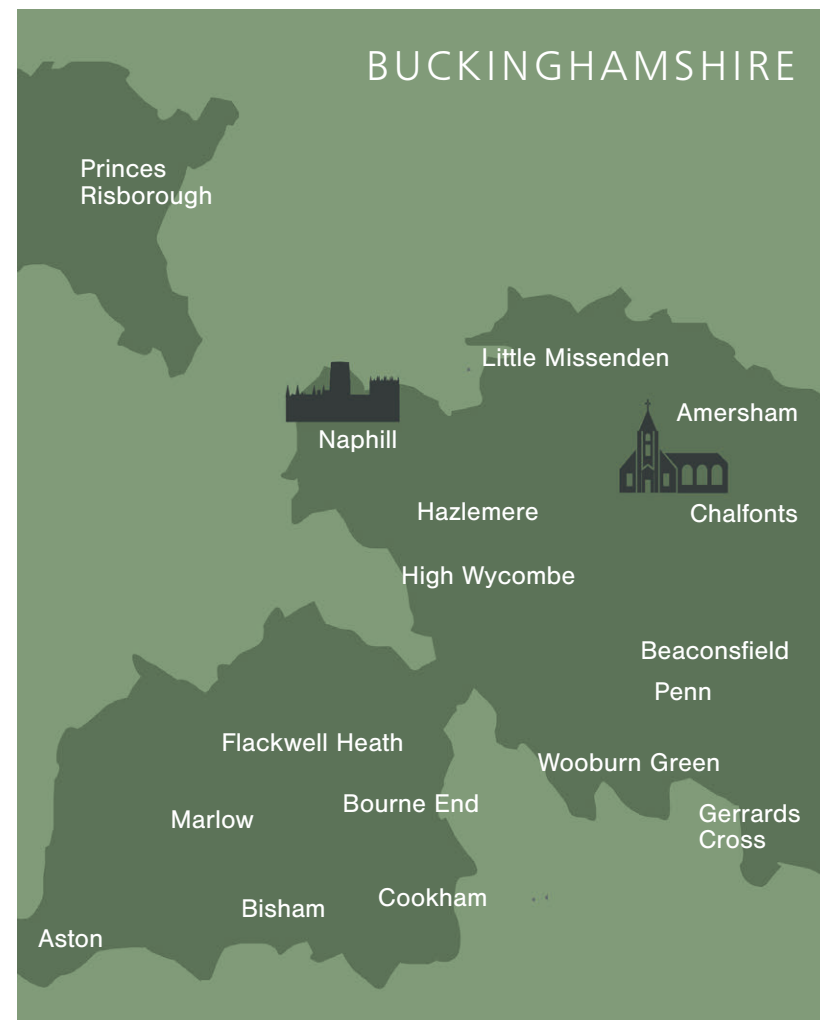 BUCKINGHAMSHIRE
Princes
Risborough
Little Missenden
Amersham
Naphill
Hazlemere
Chalfonts
High Wycombe
Beaconsfield
Penn
Flackwell Heath
Wooburn Green
Bourne End
Marlow
Gerrards
Cross
Cookham
Bisham
Aston